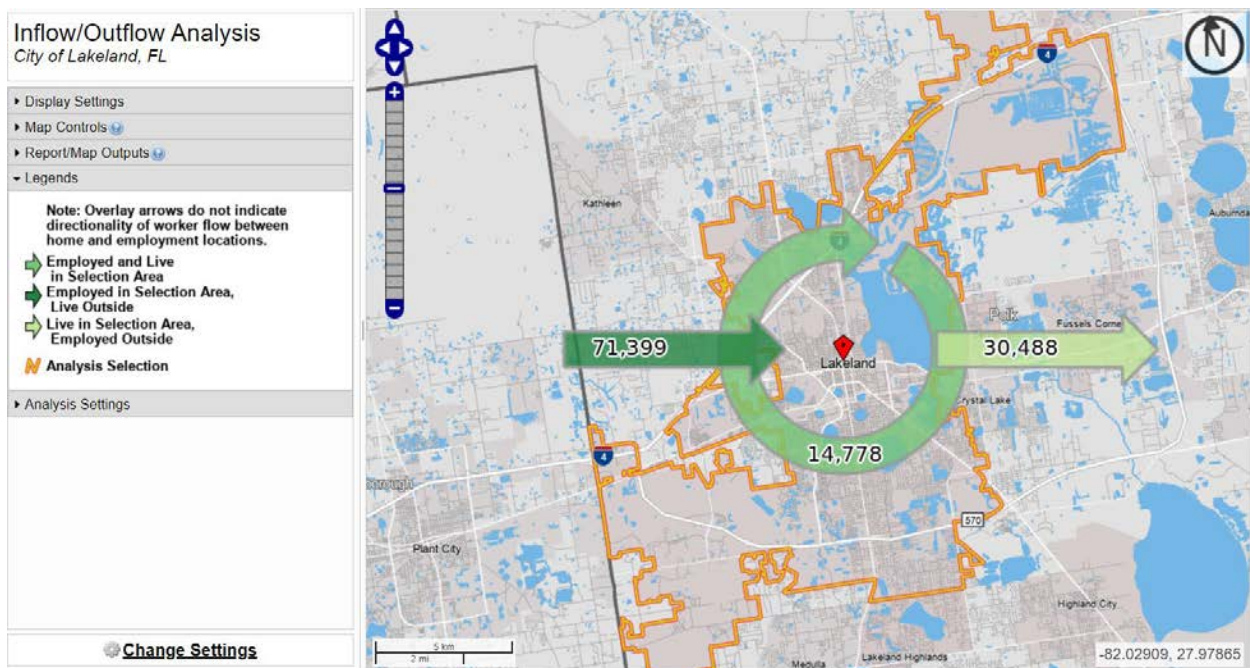 Inflow/Outflow Analysis
City of Lakeland, FL
Display Settings
Map Controls
Report/Map Outputs
Legends
Note: Overlay arrows do not indicate
directionality of worker flow between
home and employment locations.
Employed and Live
in Selection Area
Employed in Selection Area,
Live Outside
Live in Selection Area,
Employed Outside
Analysis Selection
Analysis Settings
Change Settings
N
4
Kathleen
Auburnda
4
Polk
Fussels Corne
71,399
30,488
Lakeland
Crystal Lake
14,778
4
borough
570
Plant City
Highland City
5 km
2 mi
Medulla
Lakeland Highlands
-82.02909, 27.97865